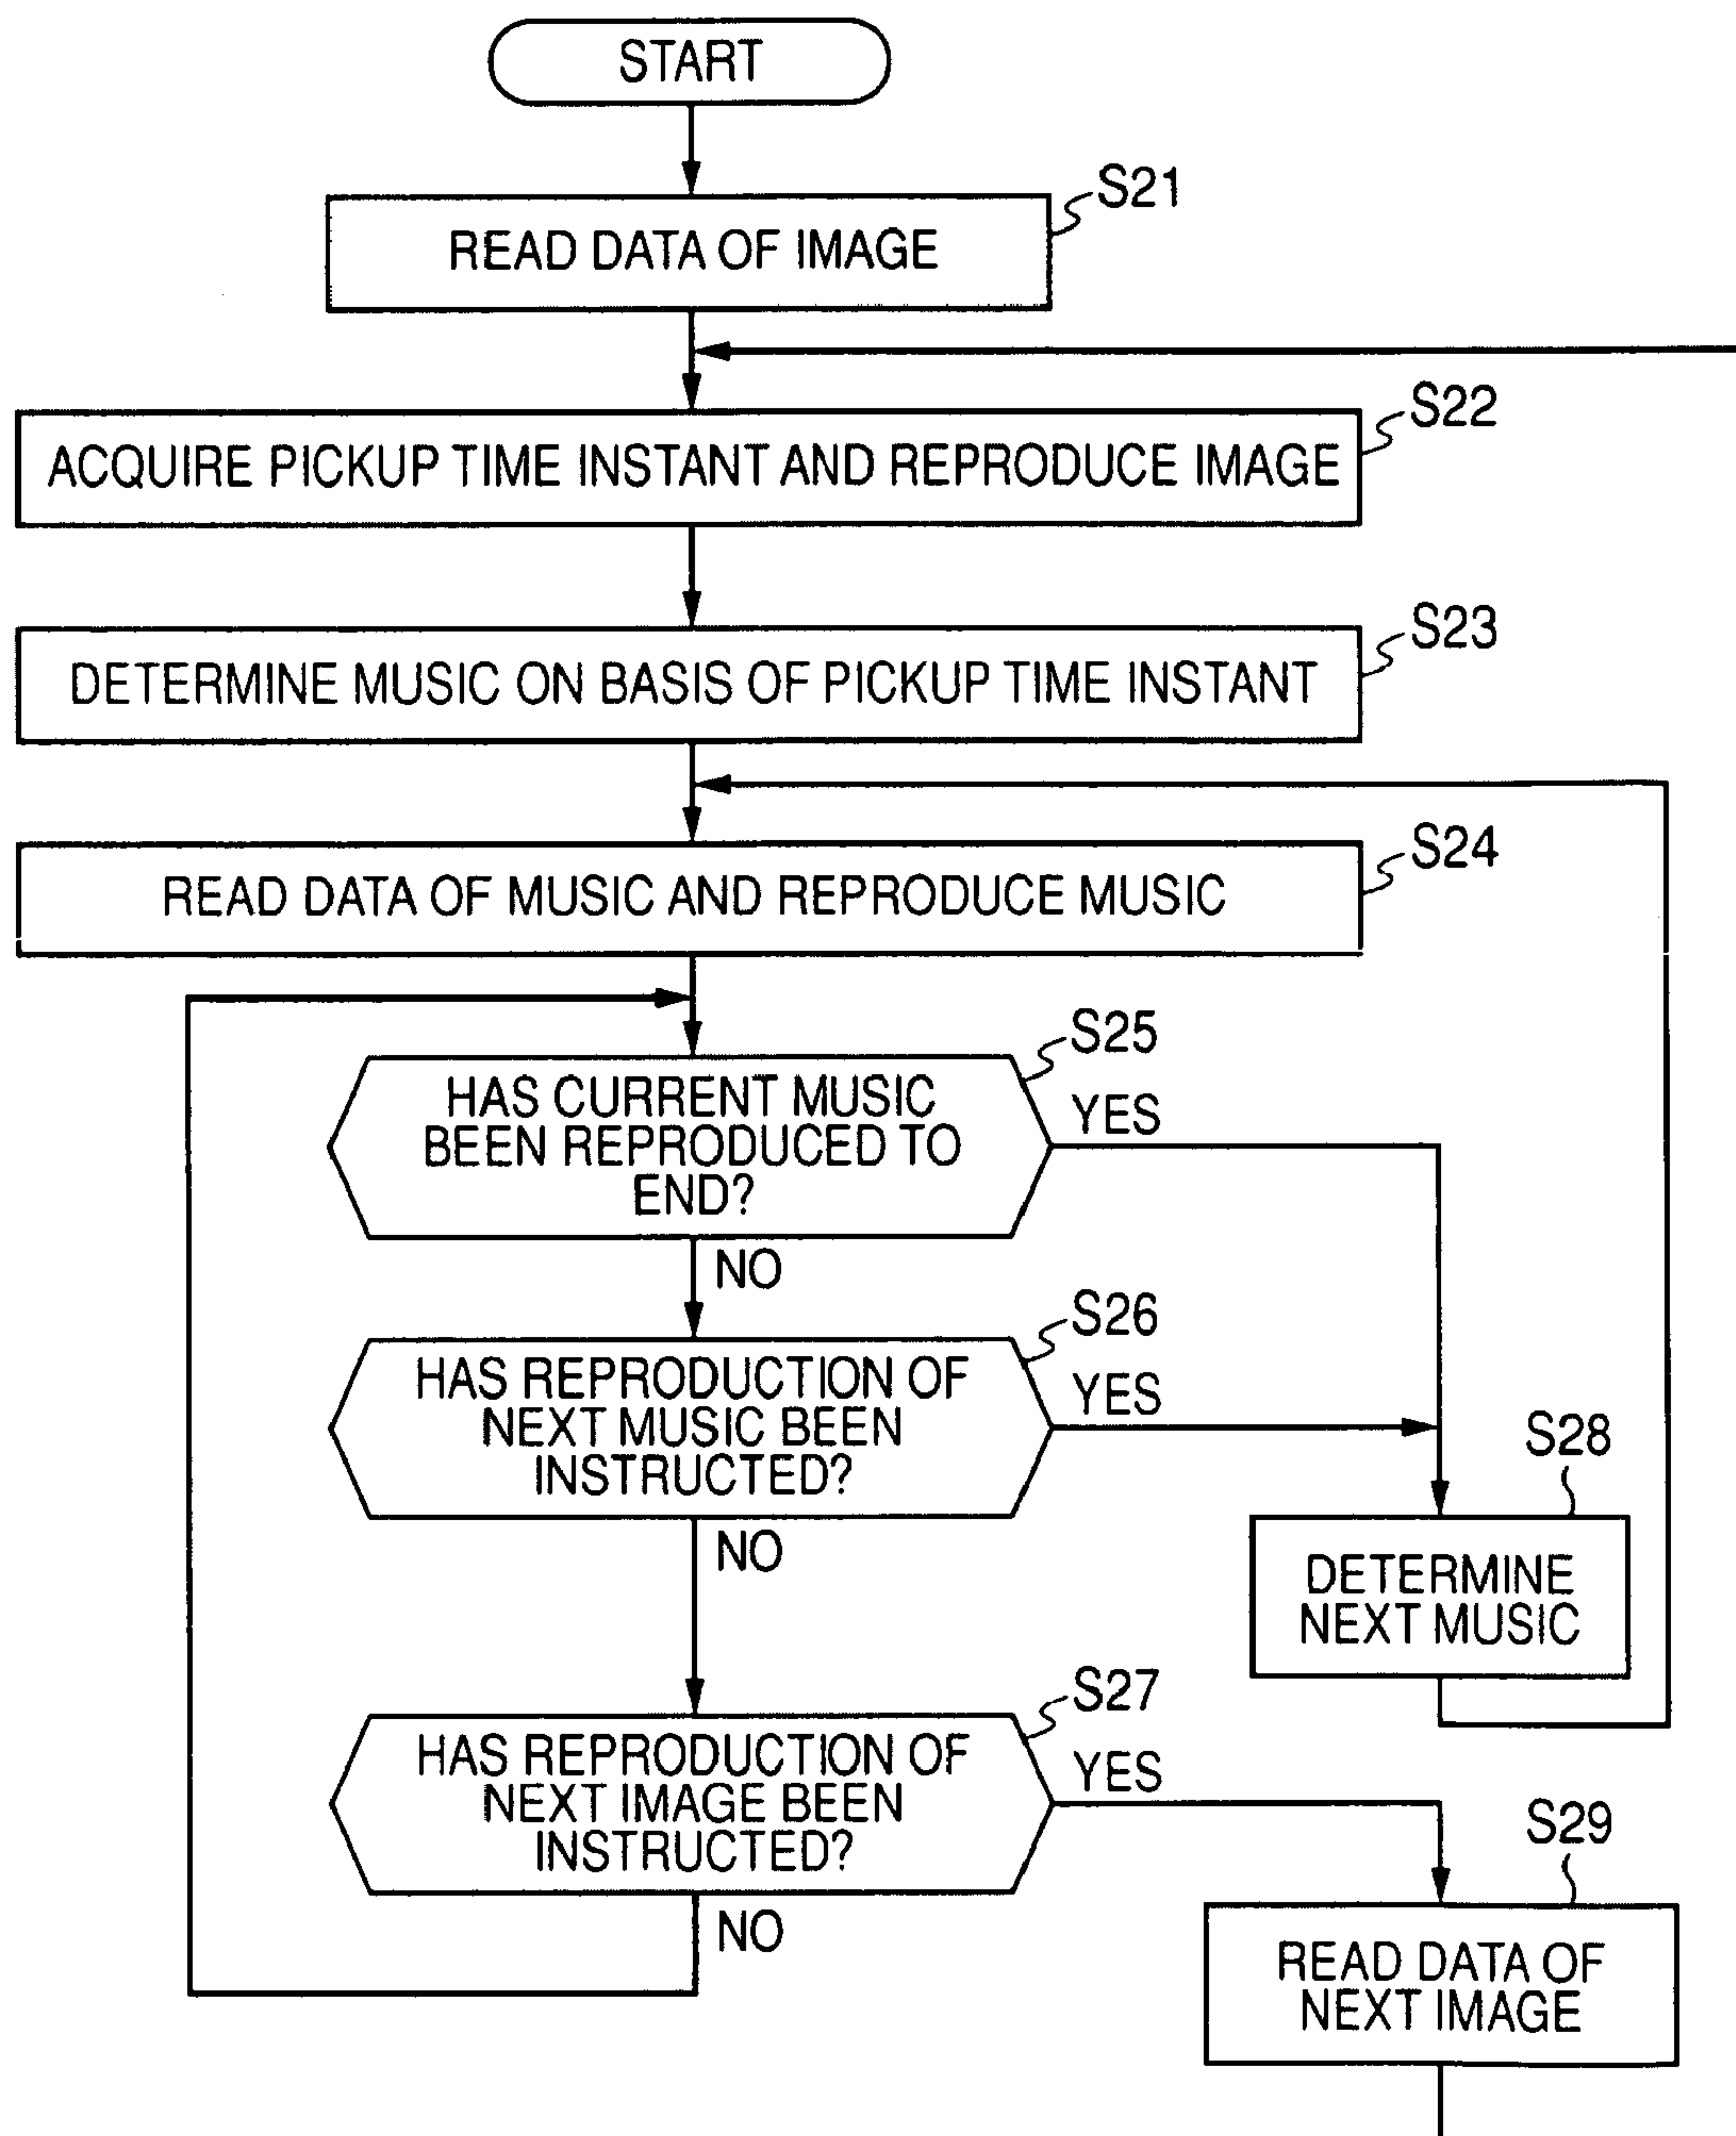 START
S21
READ DATA OF IMAGE
S22
ACQUIRE PICKUP TIME INSTANT AND REPRODUCE IMAGE
S23
DETERMINE MUSIC ON BASIS OF PICKUP TIME INSTANT
S24
READ DATA OF MUSIC AND REPRODUCE MUSIC
S25
HAS CURRENT MUSIC
BEEN REPRODUCED TO
END?
YES
NO
S26
HAS REPRODUCTION OF
NEXT MUSIC BEEN
INSTRUCTED?
YES
NO
S28
DETERMINE
NEXT MUSIC
S27
HAS REPRODUCTION OF
NEXT IMAGE BEEN
INSTRUCTED?
YES
NO
S29
READ DATA OF
NEXT IMAGE